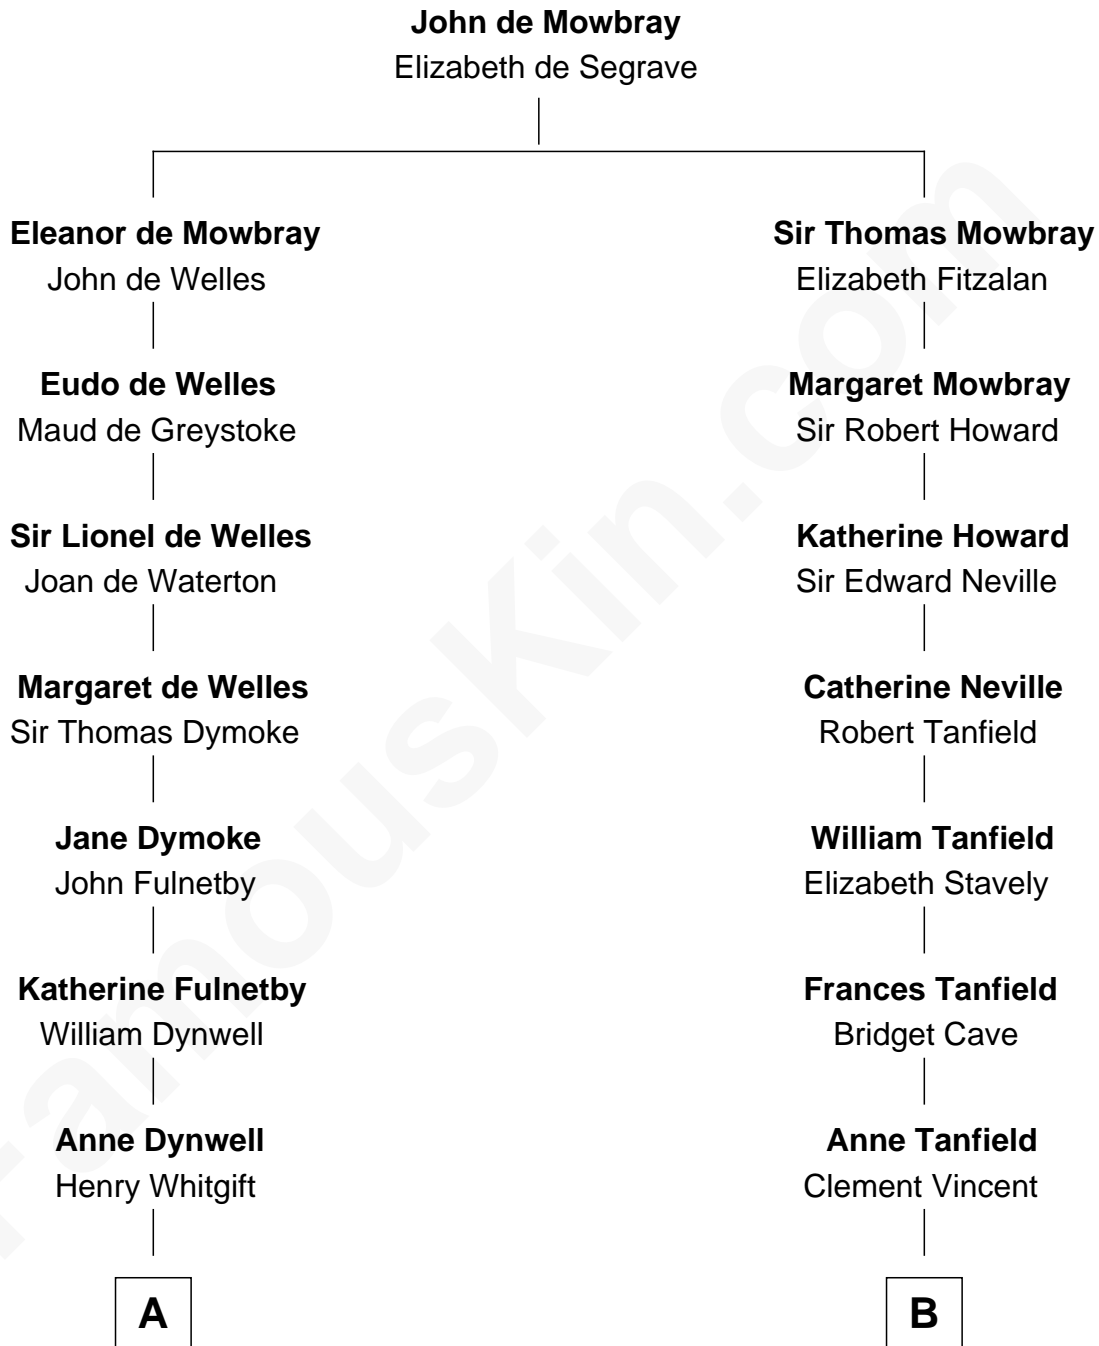 John de Mowbray
Elizabeth de Segrave
Eleanor de Mowbray
John de Welles
Sir Thomas Mowbray
Elizabeth Fitzalan
Eudo de Welles
Maud de Greystoke
Margaret Mowbray
Sir Robert Howard
Sir Lionel de Welles
Joan de Waterton
Katherine Howard
Sir Edward Neville
Margaret de Welles
Sir Thomas Dymoke
Catherine Neville
Robert Tanfield
Jane Dymoke
John Fulnetby
William Tanfield
Elizabeth Stavely
Katherine Fulnetby
William Dynwell
Frances Tanfield
Bridget Cave
Anne Dynwell
Henry Whitgift
Anne Tanfield
Clement Vincent
A
B
FamousKin.com